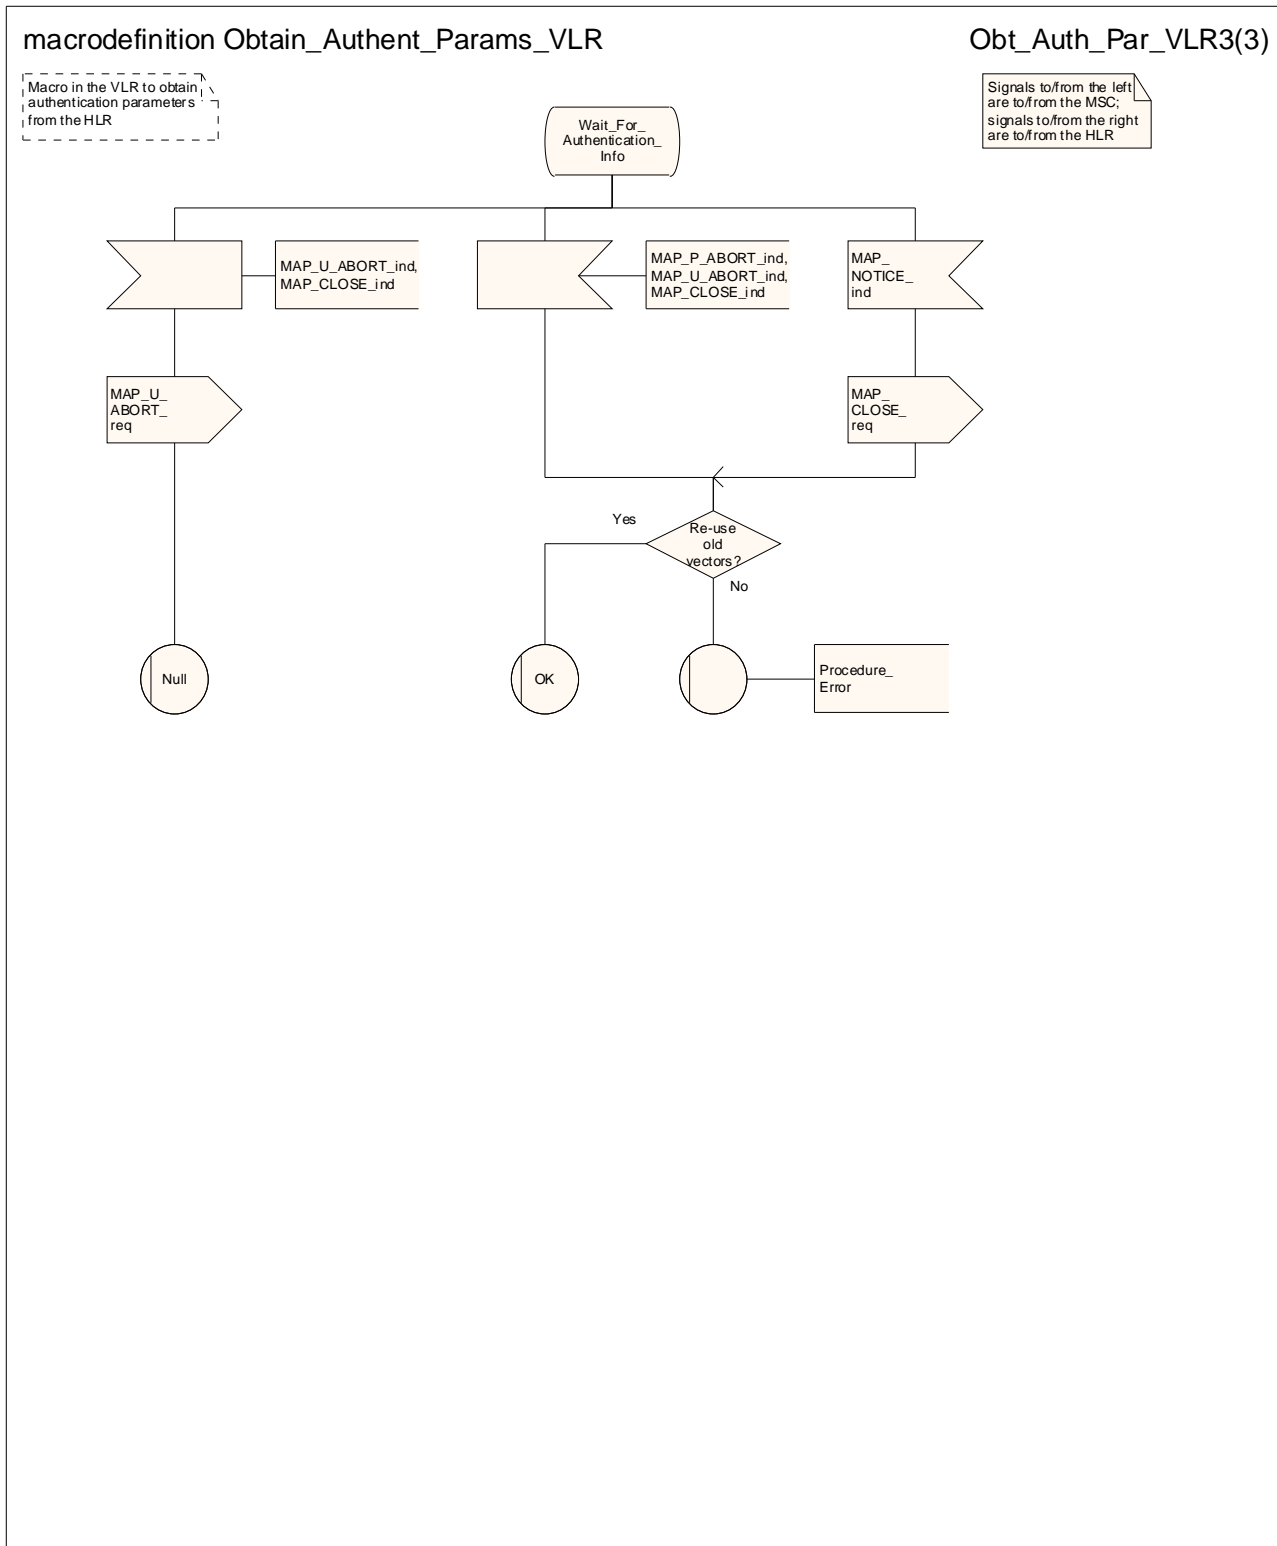 macrodefinition Obtain_Authent_Params_VLR
Obt_Auth_Par_VLR3(3)
Macro in the VLR to obtain
authentication parameters
from the HLR
Signals to/from the left
are to/from the MSC;
signals to/from the right
are to/from the HLR
Wait_For_
Authentication_
Info
MAP_U_ABORT_ind,
MAP_CLOSE_ind
MAP_P_ABORT_ind,
MAP_U_ABORT_ind,
MAP_CLOSE_ind
MAP_
NOTICE_
ind
MAP_U_
ABORT_
req
MAP_
CLOSE_
req
Yes
Re-use
old
vectors?
No
Null
OK
Procedure_
Error